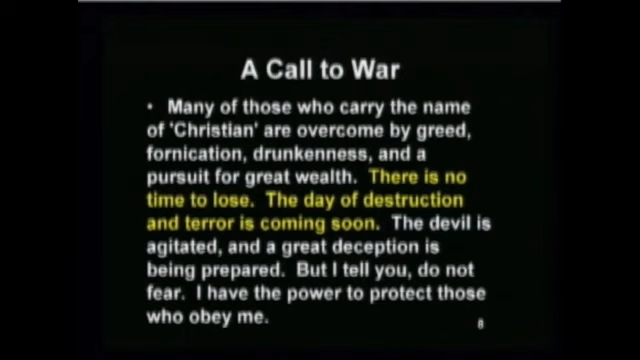 A Call to War
• Many of those who carry the name
of 'Christian' are overcome by greed,
fornication, drunkenness, and a
pursuit for great wealth. There is no
time to lose. The day of destruction
and terror is coming soon. The devil is
agitated, and a great deception is
being prepared. But I tell you, do not
fear. I have the power to protect those
who obey me.
8